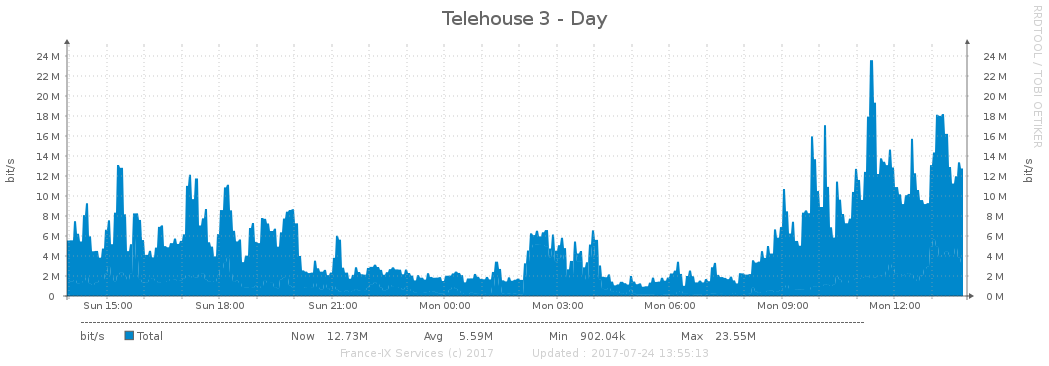 Telehouse 3 - Day
RRDTOOL / TOBI OETIKER
bit/s
24 M 24 M
22 M 22 M
20 M 20 M
18 M 18 M
16 M 16 M
14 M 14 M
12 M 12 M
10 M 10 M
8 M 8 M
6 M 6 M
4 M 4 M
2 M 2 M
0 0 M
bit/s
Sun 15:00 Sun 18:00 Sun 21:00 Mon 00:00 Mon 03:00 Mon 06:00 Mon 09:00 Mon 12:00
bit/s Total Now 12.73M Avg 5.59M Min 902.04k Max 23.55M
France-IX Services (c) 2017 Updated : 2017-07-24 13:55:13